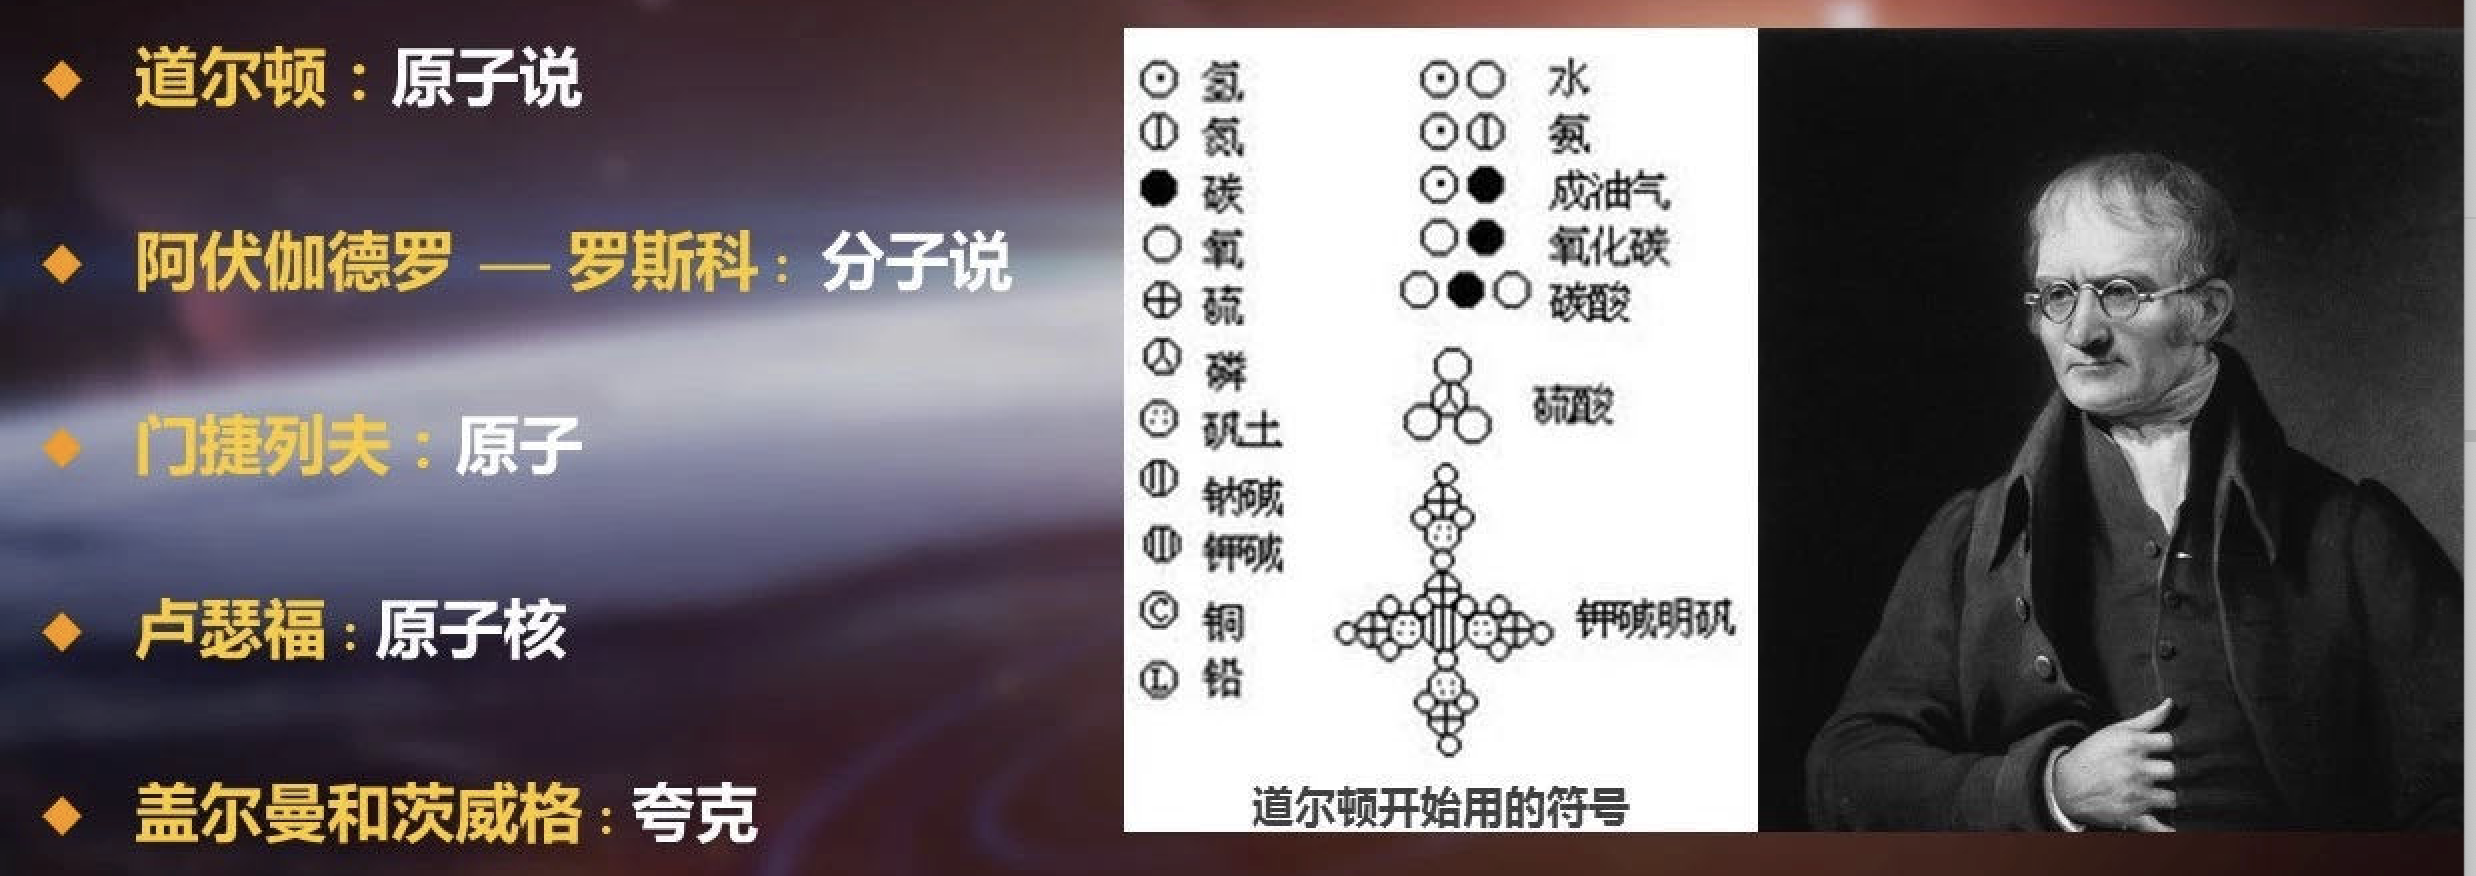 道尔顿：原子说
阿伏伽德罗 — 罗斯科：分子说
门捷列夫：原子
卢瑟福：原子核
盖尔曼和茨威格：夸克
氢
氮
碳
氧
硫
磷
矾土
钠碱
钾碱
C 铜
L 铅
水
氨
成油气
氧化碳
碳酸
硫酸
钾碱明矾
道尔顿开始用的符号